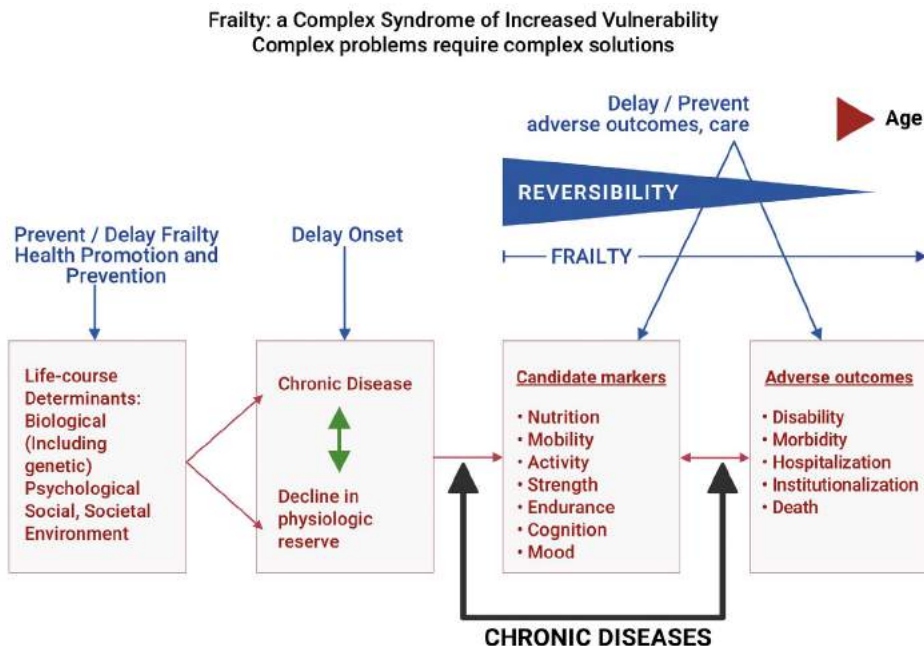 Frailty: a Complex Syndrome of Increased Vulnerability
Complex problems require complex solutions
Delay / Prevent
adverse outcomes, care
Age
REVERSIBILITY
FRAILTY
Prevent / Delay Frailty
Health Promotion and
Prevention
Delay Onset
Life-course
Determinants:
Biological
(Including
genetic)
Psychological
Social, Societal
Environment
Chronic Disease
Decline in
physiologic
reserve
Candidate markers
• Nutrition
• Mobility
• Activity
• Strength
• Endurance
• Cognition
• Mood
Adverse outcomes
• Disability
• Morbidity
• Hospitalization
• Institutionalization
• Death
CHRONIC DISEASES